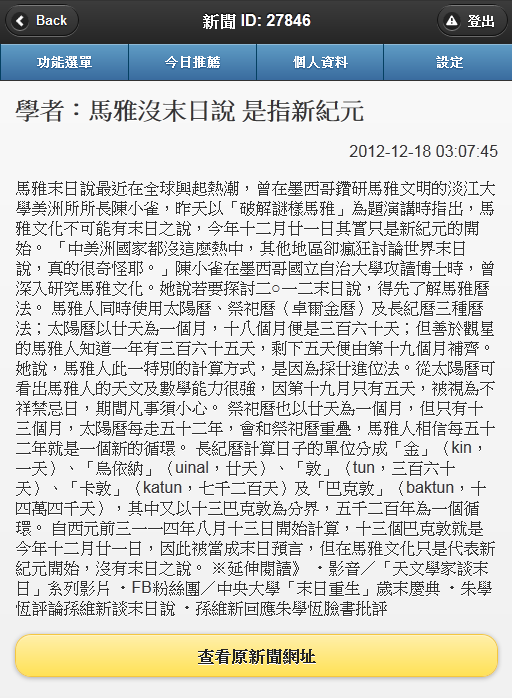 Back
新聞 ID: 27846
登出
功能選單
今日推薦
個人資料
設定
學者：馬雅沒末日說 是指新紀元
2012-12-18 03:07:45
馬雅末日說最近在全球興起熱潮，曾在墨西哥鑽研馬雅文明的淡江大
學美洲所所長陳小雀，昨天以「破解謎樣馬雅」為題演講時指出，馬
雅文化不可能有末日之說，今年十二月廿一日其實只是新紀元的開
始。 「中美洲國家都沒這麼熱中，其他地區卻瘋狂討論世界末日
說，真的很奇怪耶。」陳小雀在墨西哥國立自治大學攻讀博士時，曾
深入研究馬雅文化。她說若要探討二○一二末日說，得先了解馬雅曆
法。 馬雅人同時使用太陽曆、祭祀曆（卓爾金曆）及長紀曆三種曆
法；太陽曆以廿天為一個月，十八個月便是三百六十天；但善於觀星
的馬雅人知道一年有三百六十五天，剩下五天便由第十九個月補齊。
她說，馬雅人此一特別的計算方式，是因為採廿進位法。從太陽曆可
看出馬雅人的天文及數學能力很強，因第十九月只有五天，被視為不
祥禁忌日，期間凡事須小心。 祭祀曆也以廿天為一個月，但只有十
三個月，太陽曆每走五十二年，會和祭祀曆重疊，馬雅人相信每五十
二年就是一個新的循環。 長紀曆計算日子的單位分成「金」（kin，
一天）、「烏依納」（uinal，廿天）、「敦」（tun，三百六十
天）、「卡敦」（katun，七千二百天）及「巴克敦」（baktun，十
四萬四千天），其中又以十三巴克敦為分界，五千二百年為一個循
環。 自西元前三一一四年八月十三日開始計算，十三個巴克敦就是
今年十二月廿一日，因此被當成末日預言，但在馬雅文化只是代表新
紀元開始，沒有末日之說。 ※延伸閱讀》 ‧影音／「天文學家談末
日」系列影片 ‧FB粉絲團／中央大學「末日重生」歲末慶典 ‧朱學
恆評論孫維新談末日說 ‧孫維新回應朱學恆臉書批評
查看原新聞網址